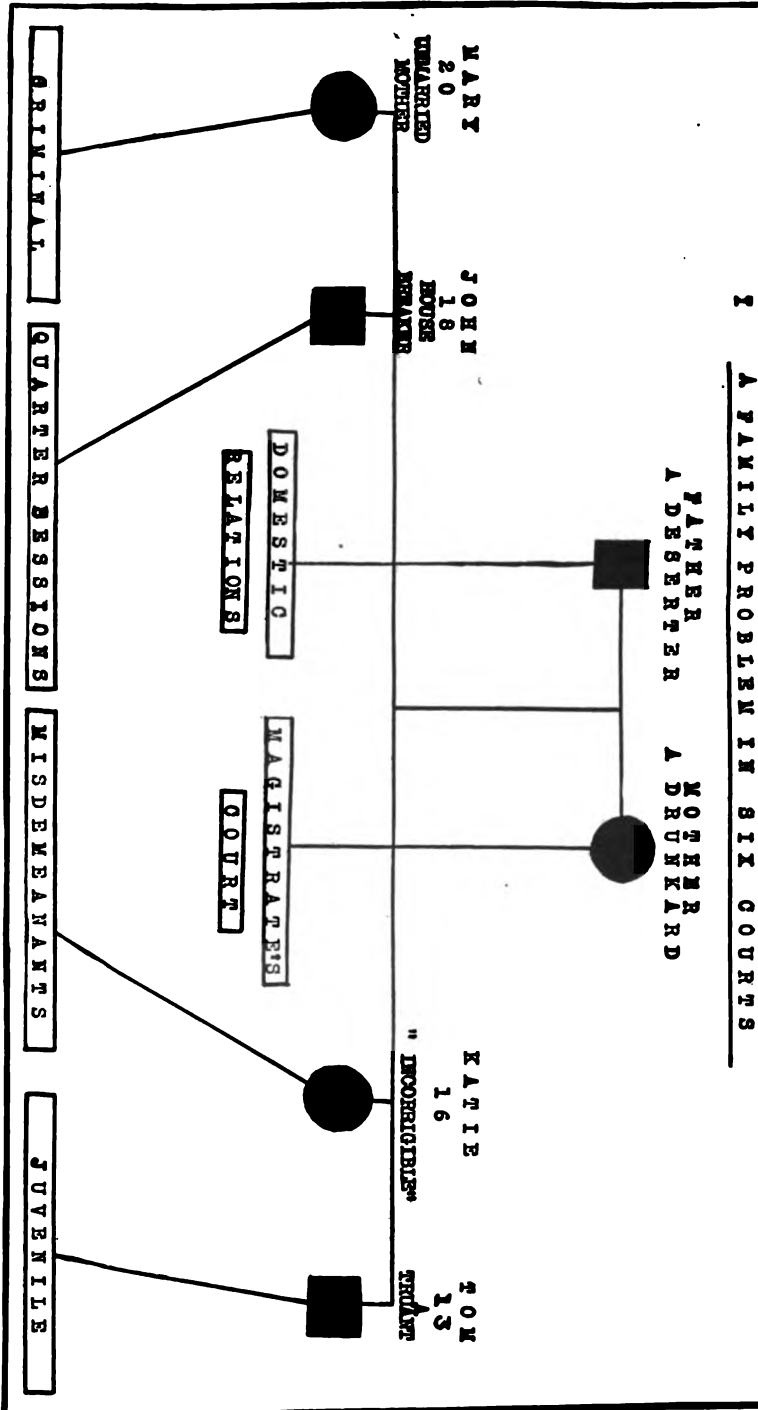 I A FAMILY PROBLEM IN SIX COURTS
FATHER
A DESERTER
MOTHER
A DRUNKARD
MARY
20
UNMARRIED
MOTHER
JOHN
18
HOUSE
BREAKER
KATIE
16
"INCORRIGIBLE"
TOM
13
A
TRUANT
DOMESTIC
RELATIONS
MAGISTRATE'S
COURT
CRIMINAL
QUARTER SESSIONS
MISDEMEANANTS
JUVENILE